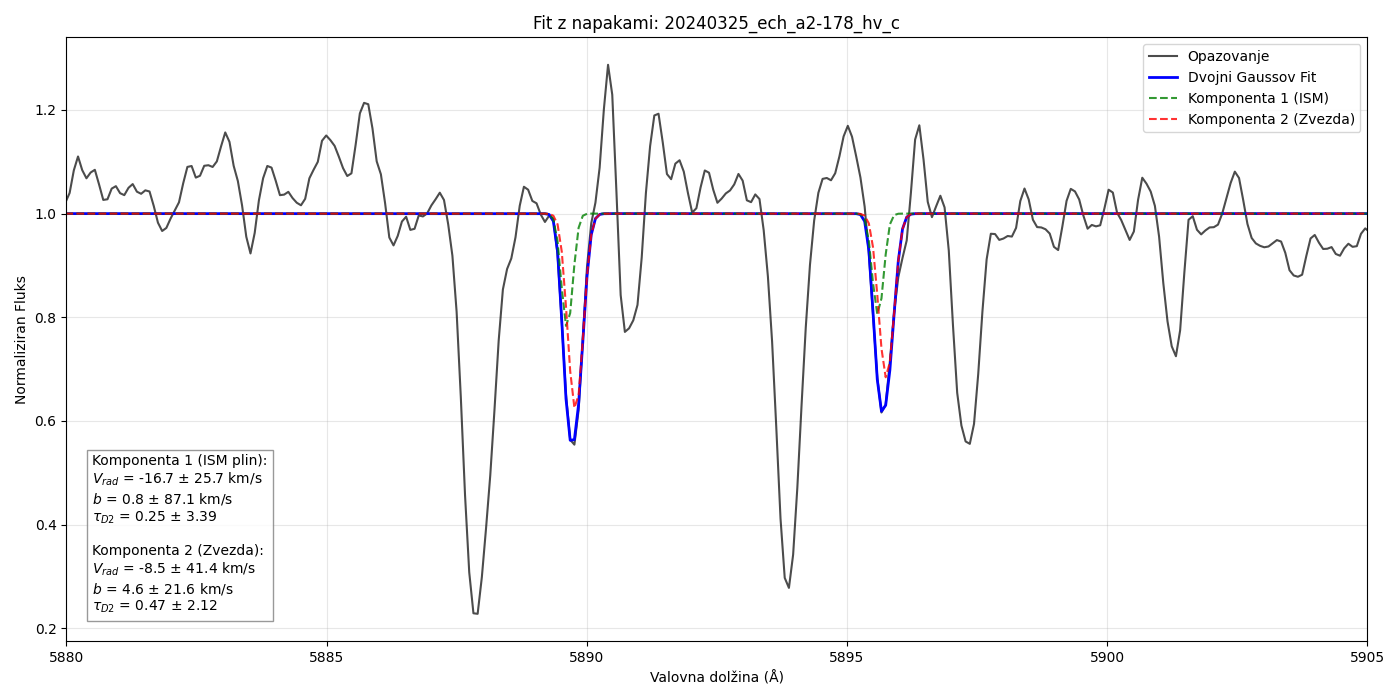 Fit z napakami: 20240325_ech_a2-178_hv_c
Normaliziran Fluks
1.2
1.0
0.8
0.6
0.4
0.2
Opazovanje
Dvojni Gaussov Fit
Komponenta 1 (ISM)
Komponenta 2 (Zvezda)
Komponenta 1 (ISM plin):
V_rad = -16.7 ± 25.7 km/s
b = 0.8 ± 87.1 km/s
τ_D2 = 0.25 ± 3.39
Komponenta 2 (Zvezda):
V_rad = -8.5 ± 41.4 km/s
b = 4.6 ± 21.6 km/s
τ_D2 = 0.47 ± 2.12
5880 5885 5890 5895 5900 5905
Valovna dolžina (Å)